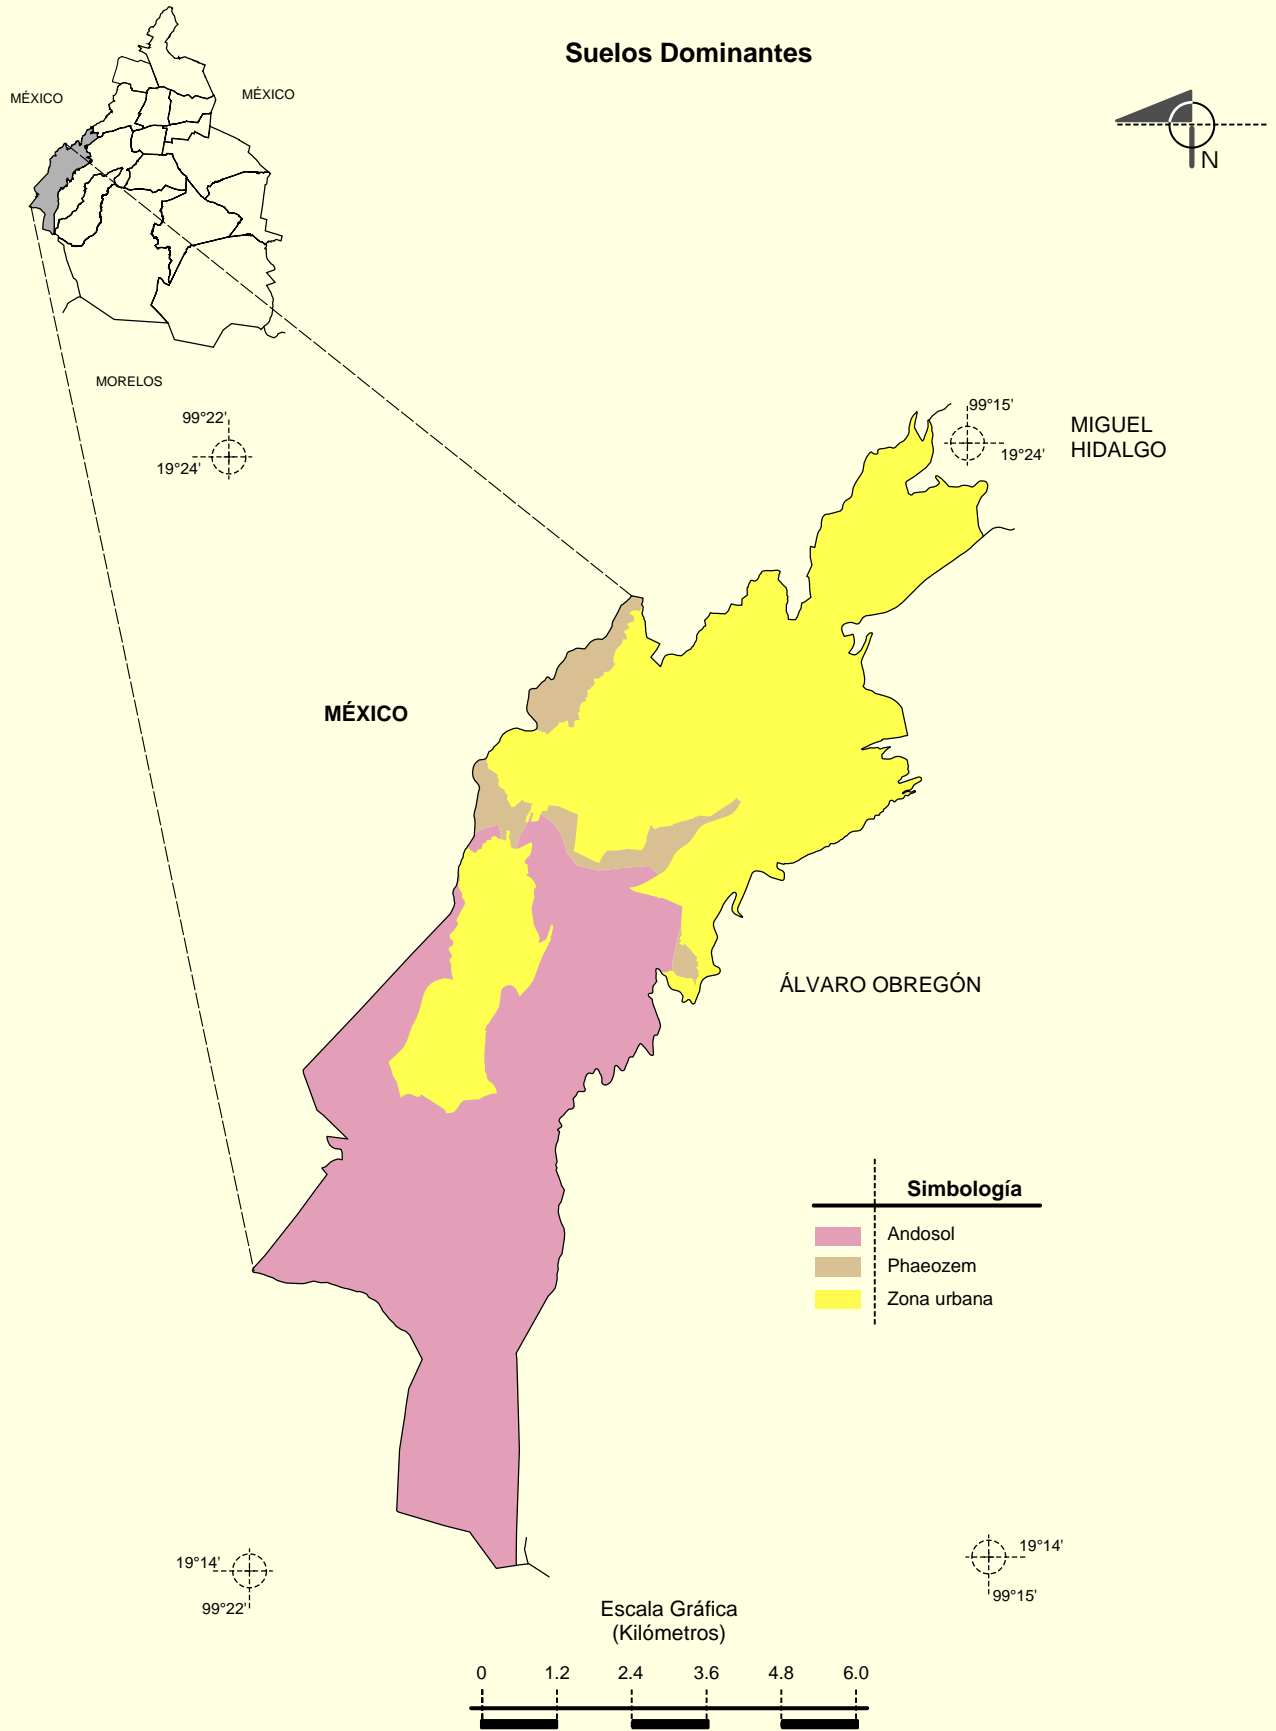 Suelos Dominantes
MÉXICO
MÉXICO
N
MORELOS
99°22'
19°24'
99°15'
19°24'
MIGUEL
HIDALGO
MÉXICO
ÁLVARO OBREGÓN
Simbología
Andosol
Phaeozem
Zona urbana
19°14'
99°22'
19°14'
99°15'
Escala Gráfica
(Kilómetros)
0 1.2 2.4 3.6 4.8 6.0